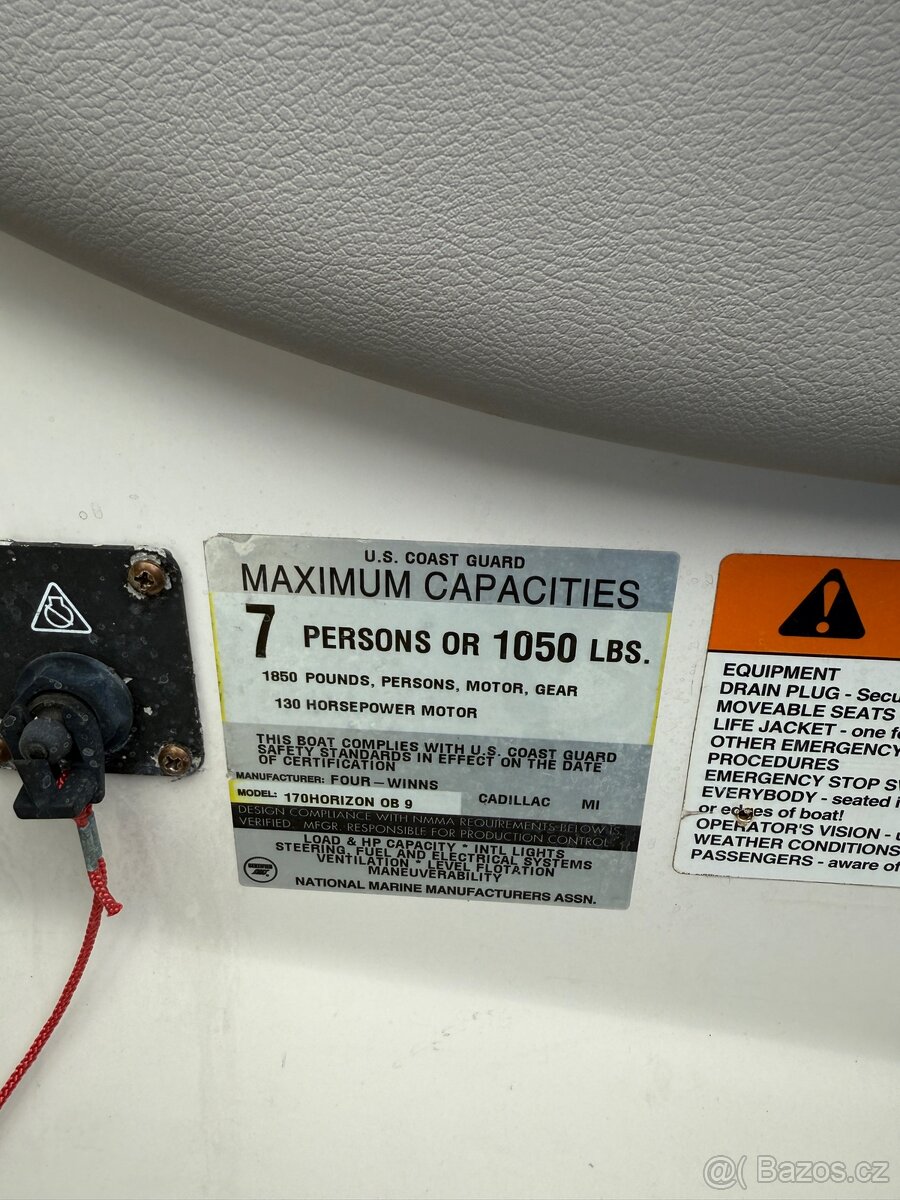 U.S. COAST GUARD
MAXIMUM CAPACITIES
7 PERSONS OR 1050 LBS.
1850 POUNDS, PERSONS, MOTOR, GEAR
130 HORSEPOWER MOTOR
THIS BOAT COMPLIES WITH U.S. COAST GUARD
SAFETY STANDARDS IN EFFECT ON THE DATE
OF CERTIFICATION
MANUFACTURER: FOUR-WINNS
MODEL: 170HORIZON OB 9 CADILLAC MI
DESIGN COMPLIANCE WITH NMMA REQUIREMENTS BELOW IS
VERIFIED. MFGR. RESPONSIBLE FOR PRODUCTION CONTROL.
LOAD & HP CAPACITY * INTL LIGHTS
STEERING, FUEL AND ELECTRICAL SYSTEMS
VENTILATION * LEVEL FLOTATION
MANEUVERABILITY
NATIONAL MARINE MANUFACTURERS ASSN.
EQUIPMENT
DRAIN PLUG - Secu
MOVEABLE SEATS
LIFE JACKET - one fo
OTHER EMERGENCY
PROCEDURES
EMERGENCY STOP SW
EVERYBODY - seated i
or edges of boat!
OPERATOR'S VISION - u
WEATHER CONDITIONS
PASSENGERS - aware of
@( Bazos.cz